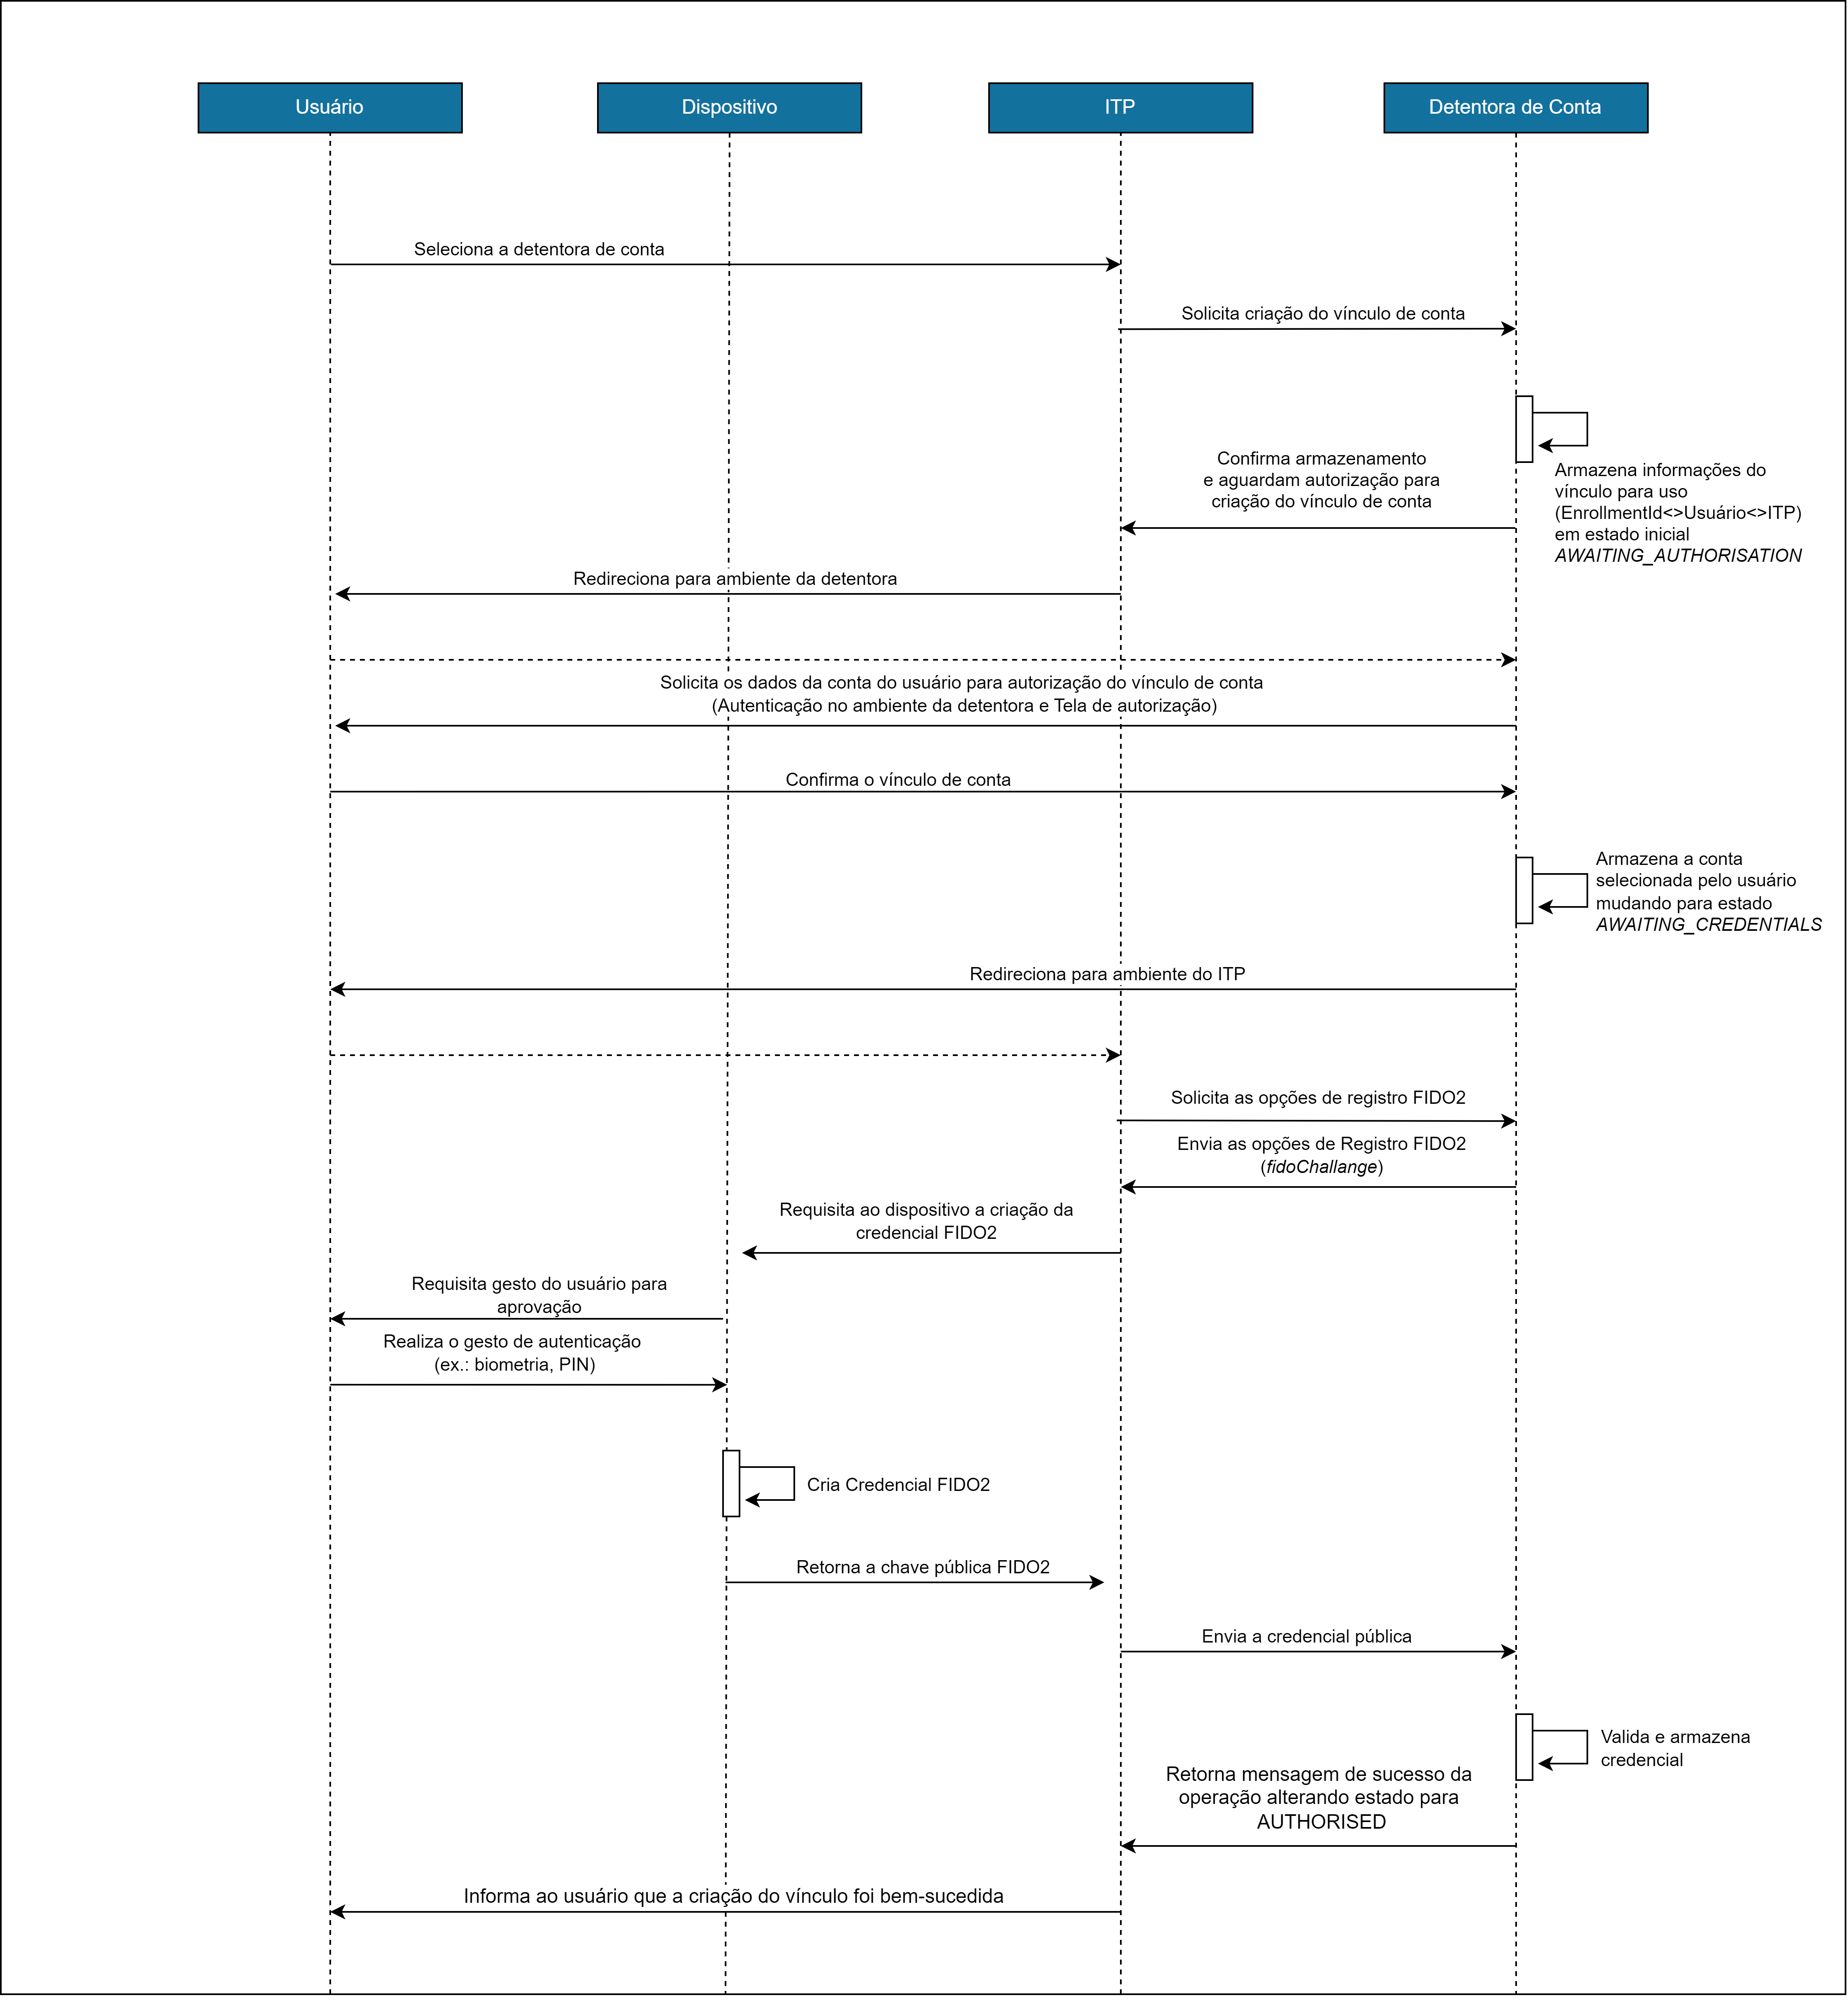 Usuário
Dispositivo
ITP
Detentora de Conta
Seleciona a detentora de conta
Solicita criação do vínculo de conta
Confirma armazenamento
e aguardam autorização para
criação do vínculo de conta
Armazena informações do
vínculo para uso
(EnrollmentId<>Usuário<>ITP)
em estado inicial
AWAITING_AUTHORISATION
Redireciona para ambiente da detentora
Solicita os dados da conta do usuário para autorização do vínculo de conta
(Autenticação no ambiente da detentora e Tela de autorização)
Confirma o vínculo de conta
Armazena a conta
selecionada pelo usuário
mudando para estado
AWAITING_CREDENTIALS
Redireciona para ambiente do ITP
Solicita as opções de registro FIDO2
Envia as opções de Registro FIDO2
(fidoChallange)
Requisita ao dispositivo a criação da
credencial FIDO2
Requisita gesto do usuário para
aprovação
Realiza o gesto de autenticação
(ex.: biometria, PIN)
Cria Credencial FIDO2
Retorna a chave pública FIDO2
Envia a credencial pública
Valida e armazena
credencial
Retorna mensagem de sucesso da
operação alterando estado para
AUTHORISED
Informa ao usuário que a criação do vínculo foi bem-sucedida